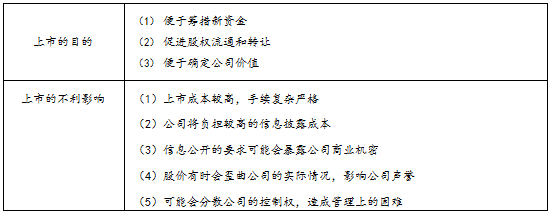 上市的目的
（1） 便于筹措新资金
（2） 促进股权流通和转让
（3） 便于确定公司价值
上市的不利影响
（1）上市成本较高，手续复杂严格
（2）公司将负担较高的信息披露成本
（3）信息公开的要求可能会暴露公司商业机密
（4）股价有时会歪曲公司的实际情况，影响公司声誉
（5）可能会分散公司的控制权，造成管理上的困难